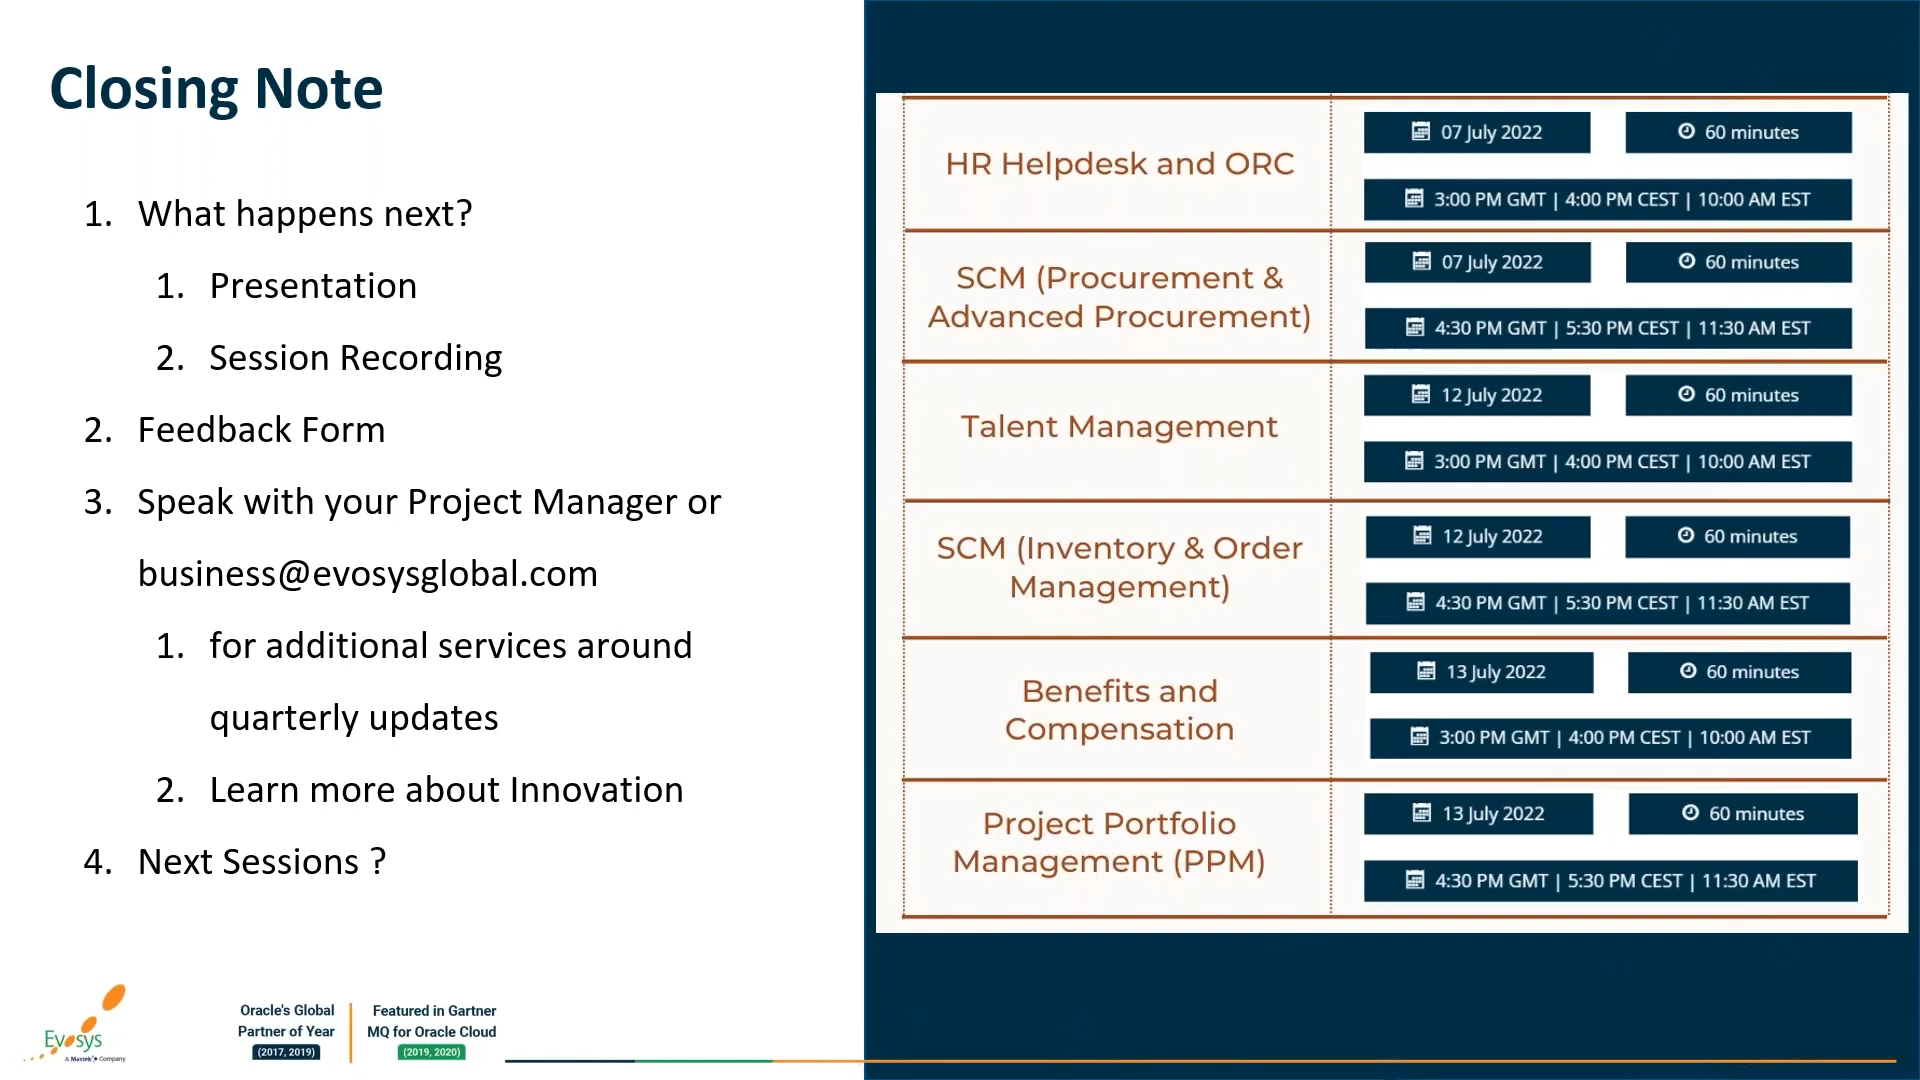 Closing Note
1. What happens next?
1. Presentation
2. Session Recording
2. Feedback Form
3. Speak with your Project Manager or
business@evosysglobal.com
1. for additional services around
quarterly updates
2. Learn more about Innovation
4. Next Sessions ?
HR Helpdesk and ORC
07 July 2022
60 minutes
3:00 PM GMT | 4:00 PM CEST | 10:00 AM EST
SCM (Procurement &
Advanced Procurement)
07 July 2022
60 minutes
4:30 PM GMT | 5:30 PM CEST | 11:30 AM EST
Talent Management
12 July 2022
60 minutes
3:00 PM GMT | 4:00 PM CEST | 10:00 AM EST
SCM (Inventory & Order
Management)
12 July 2022
60 minutes
4:30 PM GMT | 5:30 PM CEST | 11:30 AM EST
Benefits and
Compensation
13 July 2022
60 minutes
3:00 PM GMT | 4:00 PM CEST | 10:00 AM EST
Project Portfolio
Management (PPM)
13 July 2022
60 minutes
4:30 PM GMT | 5:30 PM CEST | 11:30 AM EST
Evosys
A Mastek Company
Oracle's Global
Partner of Year
(2017, 2019)
Featured in Gartner
MQ for Oracle Cloud
(2019, 2020)